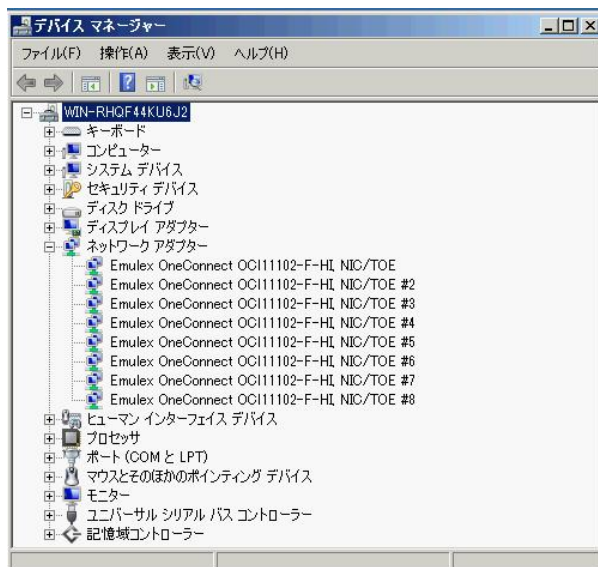 デバイス マネージャー
ファイル(F) 操作(A) 表示(V) ヘルプ(H)
WIN-RHQF44KU6J2
キーボード
コンピューター
システム デバイス
セキュリティ デバイス
ディスク ドライブ
ディスプレイ アダプター
ネットワーク アダプター
Emulex OneConnect OCI11102-F-HI, NIC/TOE
Emulex OneConnect OCI11102-F-HI, NIC/TOE #2
Emulex OneConnect OCI11102-F-HI, NIC/TOE #3
Emulex OneConnect OCI11102-F-HI, NIC/TOE #4
Emulex OneConnect OCI11102-F-HI, NIC/TOE #5
Emulex OneConnect OCI11102-F-HI, NIC/TOE #6
Emulex OneConnect OCI11102-F-HI, NIC/TOE #7
Emulex OneConnect OCI11102-F-HI, NIC/TOE #8
ヒューマン インターフェイス デバイス
プロセッサ
ポート (COM と LPT)
マウスとそのほかのポインティング デバイス
モニター
ユニバーサル シリアル バス コントローラー
記憶域コントローラー